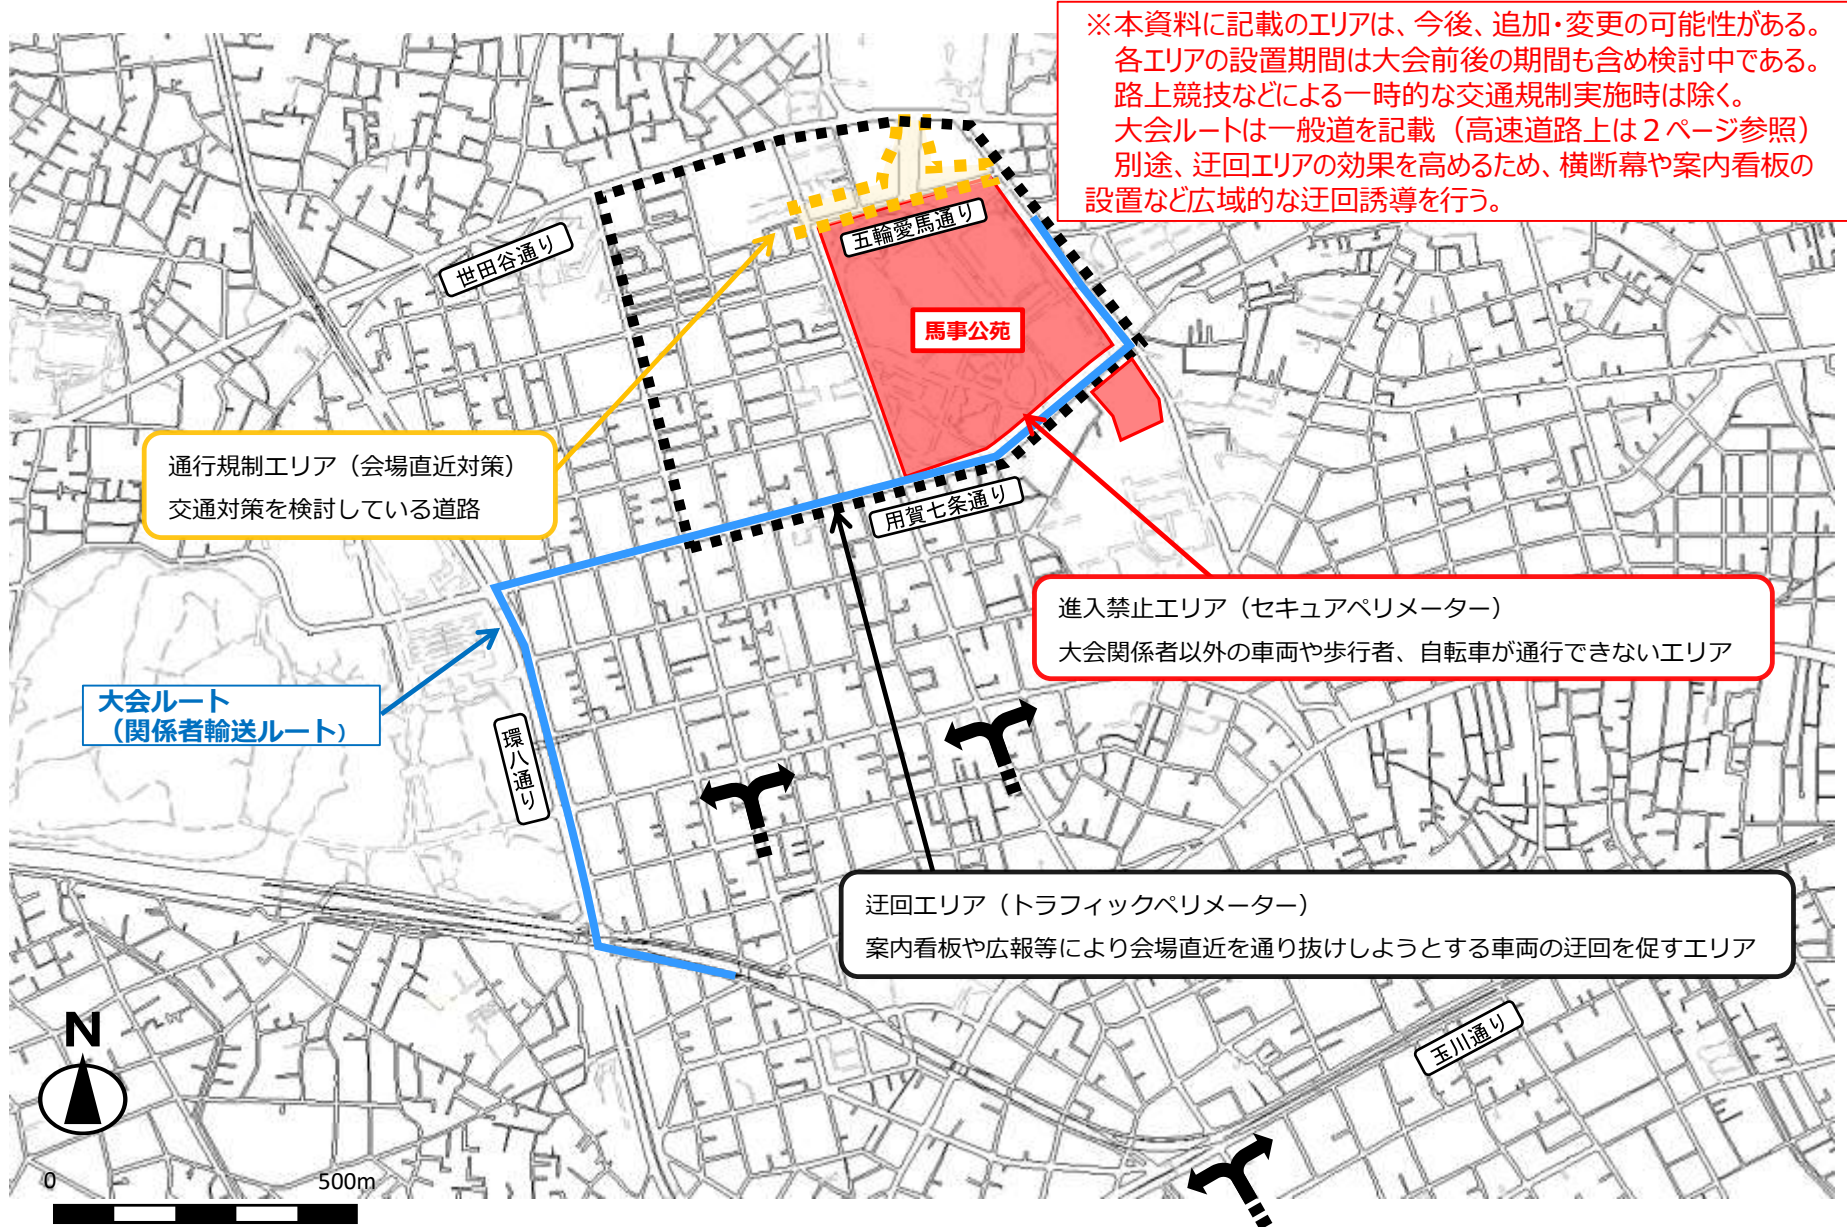 ※本資料に記載のエリアは、今後、追加・変更の可能性がある。
各エリアの設置期間は大会前後の期間も含め検討中である。
路上競技などによる一時的な交通規制実施時は除く。
大会ルートは一般道を記載（高速道路上は２ページ参照）
別途、迂回エリアの効果を高めるため、横断幕や案内看板の
設置など広域的な迂回誘導を行う。
世田谷通り
五輪愛馬通り
馬事公苑
通行規制エリア（会場直近対策）
交通対策を検討している道路
用賀七条通り
進入禁止エリア（セキュアペリメーター）
大会関係者以外の車両や歩行者、自転車が通行できないエリア
大会ルート
（関係者輸送ルート）
環八通り
迂回エリア（トラフィックペリメーター）
案内看板や広報等により会場直近を通り抜けしようとする車両の迂回を促すエリア
玉川通り
N
0
500m